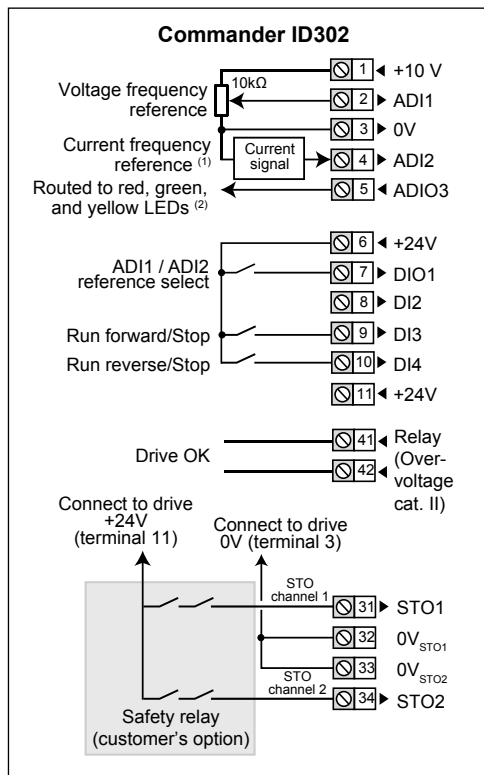 Commander ID302
1 +10 V
10kΩ
Voltage frequency
reference
2 ADI1
3 0V
Current frequency
reference (1)
Current
signal
4 ADI2
Routed to red, green,
and yellow LEDs (2)
5 ADIO3
6 +24V
ADI1 / ADI2
reference select
7 DIO1
8 DI2
Run forward/Stop
9 DI3
Run reverse/Stop
10 DI4
11 +24V
Drive OK
41 Relay
(Over-
42 voltage
cat. II)
Connect to drive
+24V
(terminal 11)
Connect to drive
0V (terminal 3)
STO
channel 1
31 STO1
32 0VSTO1
33 0VSTO2
STO
channel 2
34 STO2
Safety relay
(customer's option)